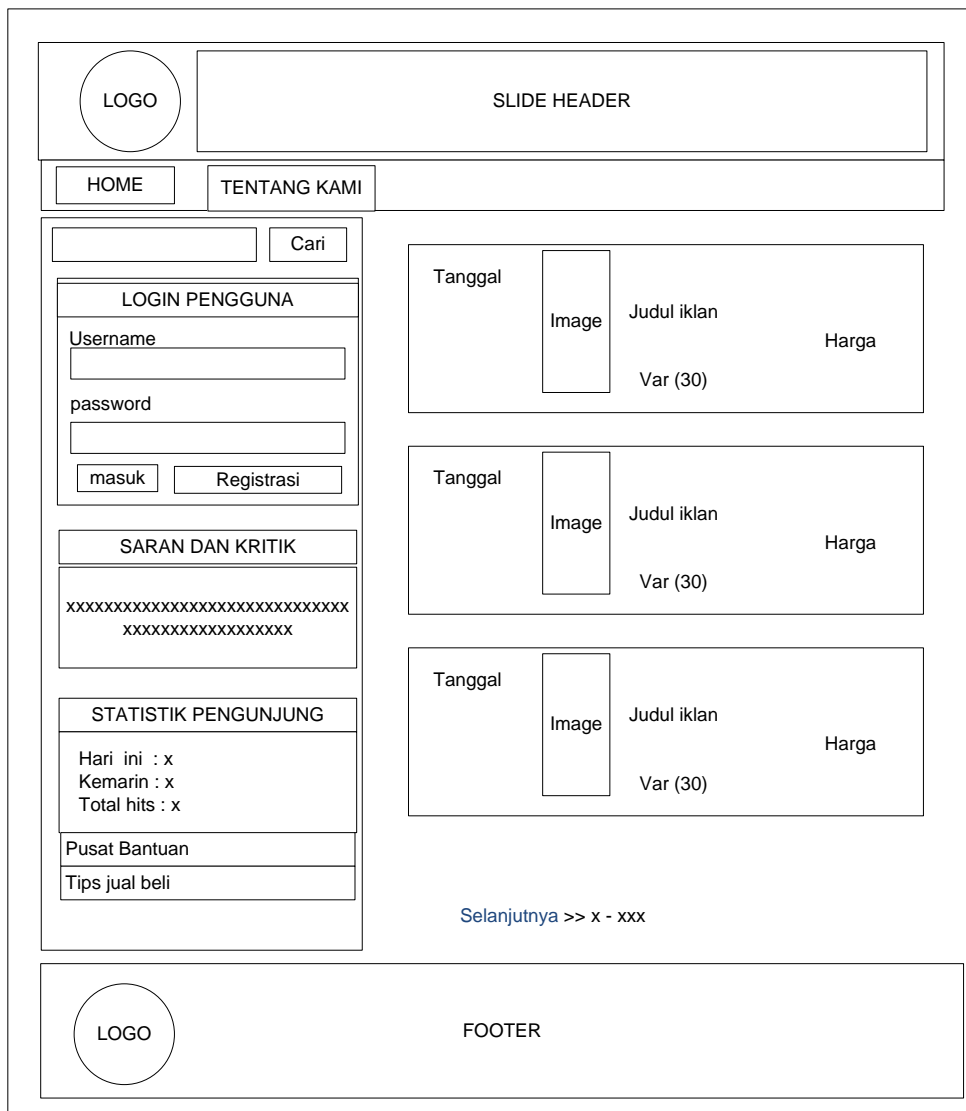 LOGO
SLIDE HEADER
HOME
TENTANG KAMI
Cari
LOGIN PENGGUNA
Username
password
masuk
Registrasi
SARAN DAN KRITIK
xxxxxxxxxxxxxxxxxxxxxxxxxxxxxx
xxxxxxxxxxxxxxxxxx
STATISTIK PENGUNJUNG
Hari ini : x
Kemarin : x
Total hits : x
Pusat Bantuan
Tips jual beli
Tanggal
Image
Judul iklan
Harga
Var (30)
Tanggal
Image
Judul iklan
Harga
Var (30)
Tanggal
Image
Judul iklan
Harga
Var (30)
Selanjutnya >> x - xxx
LOGO
FOOTER